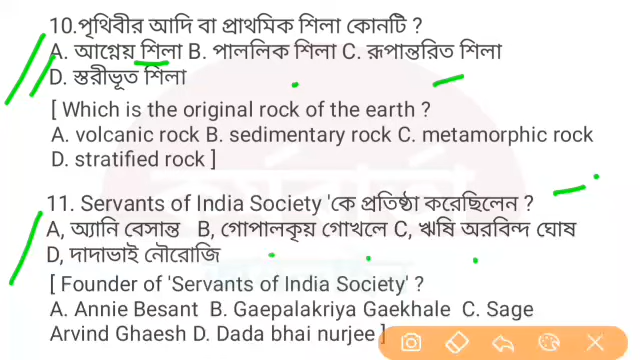 10.পৃথিবীর আদি বা প্রাথমিক শিলা কোনটি ?
A. আগ্নেয় শিলা B. পাললিক শিলা C. রূপান্তরিত শিলা
D. স্তরীভূত শিলা
[ Which is the original rock of the earth ?
A. volcanic rock B. sedimentary rock C. metamorphic rock
D. stratified rock ]
11. Servants of India Society 'কে প্রতিষ্ঠা করেছিলেন ?
A, অ্যানি বেসান্ত B, গোপালকৃয় গোখলে C, ঋষি অরবিন্দ ঘোষ
D, দাদাভাই নৌরোজি
[ Founder of 'Servants of India Society' ?
A. Annie Besant B. Gaepalakriya Gaekhale C. Sage
Arvind Ghaesh D. Dada bhai nurjee ]